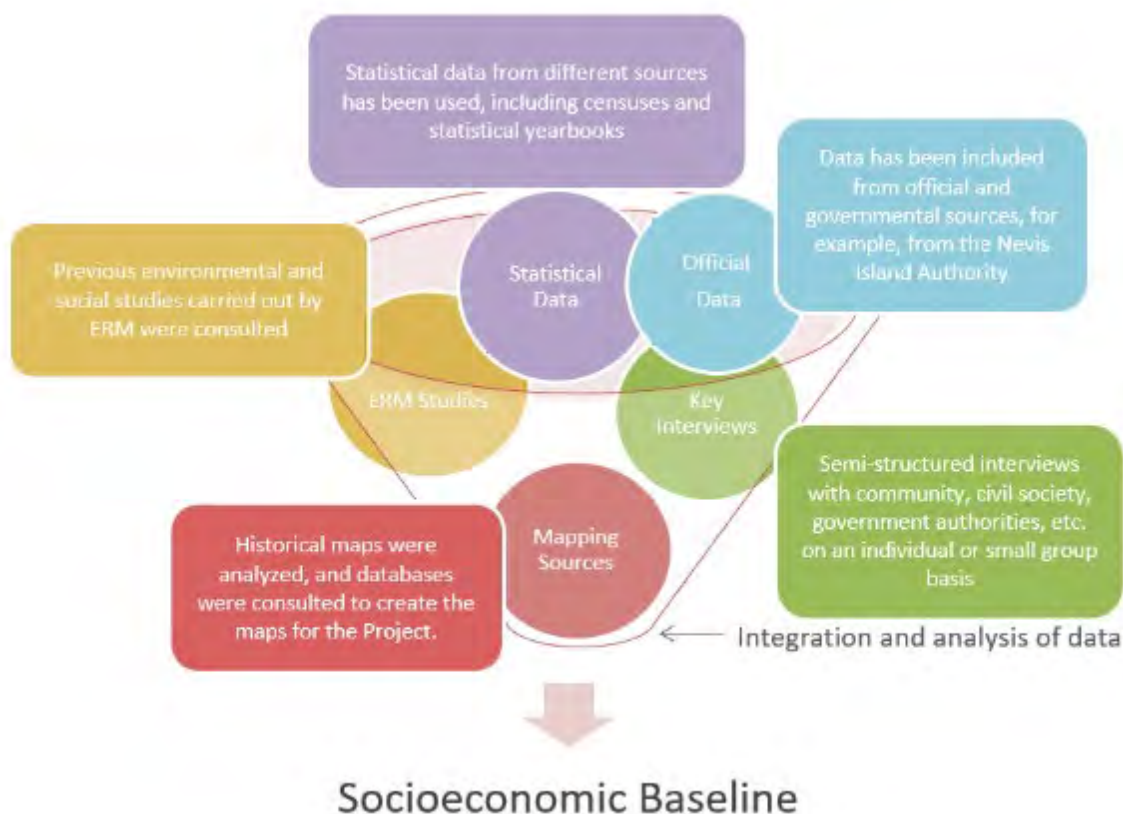 Statistical data from different sources
has been used, including censuses and
statistical yearbooks
Data has been included
from official and
governmental sources, for
example, from the Nevis
Island Authority
Previous environmental and
social studies carried out by
ERM were consulted
Statistical
Data
Official
Data
ERM Studies
Key
Interviews
Semi-structured interviews
with community, civil society,
government authorities, etc.
on an individual or small group
basis
Mapping
Sources
Historical maps were
analyzed, and databases
were consulted to create the
maps for the Project.
Integration and analysis of data
Socioeconomic Baseline